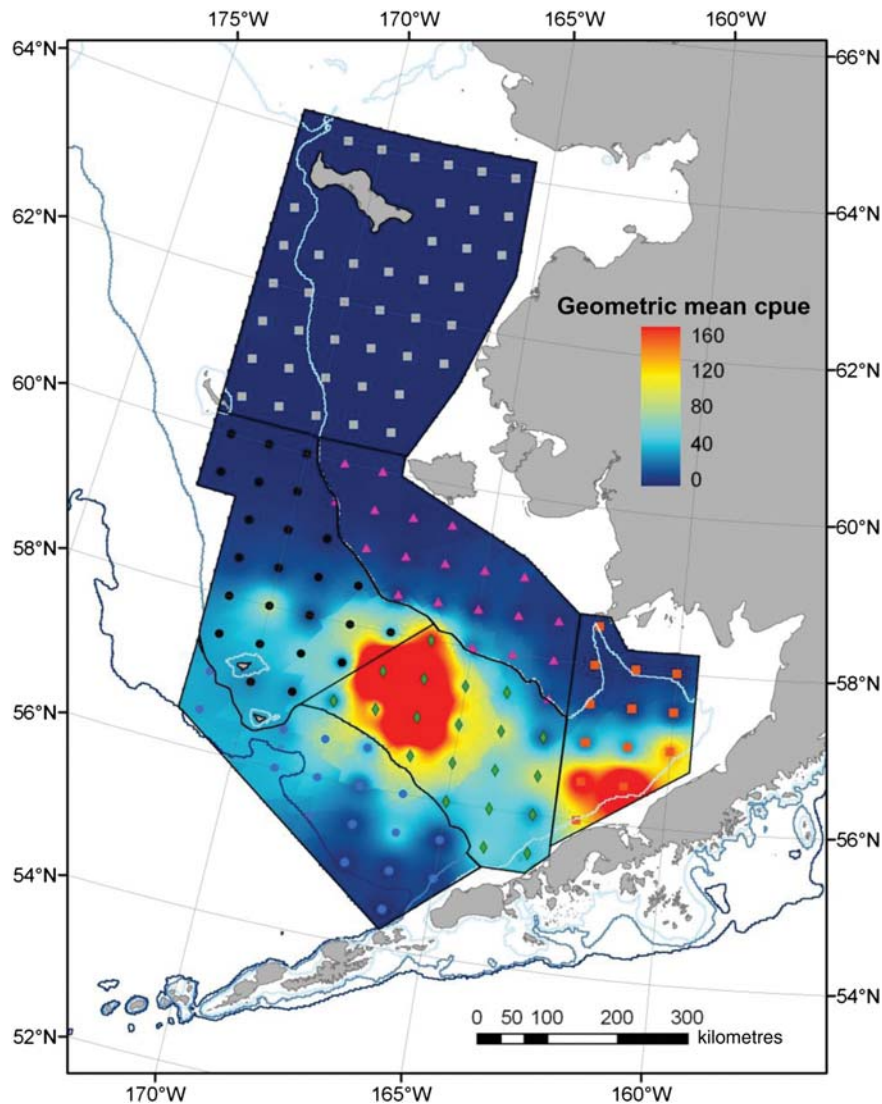 175°W 170°W 165°W 160°W
64°N 66°N
62°N 64°N
Geometric mean cpue
160
120
80
40
0
60°N 62°N
58°N 60°N
56°N 58°N
54°N 56°N
52°N 54°N
0 50 100 200 300
kilometres
170°W 165°W 160°W